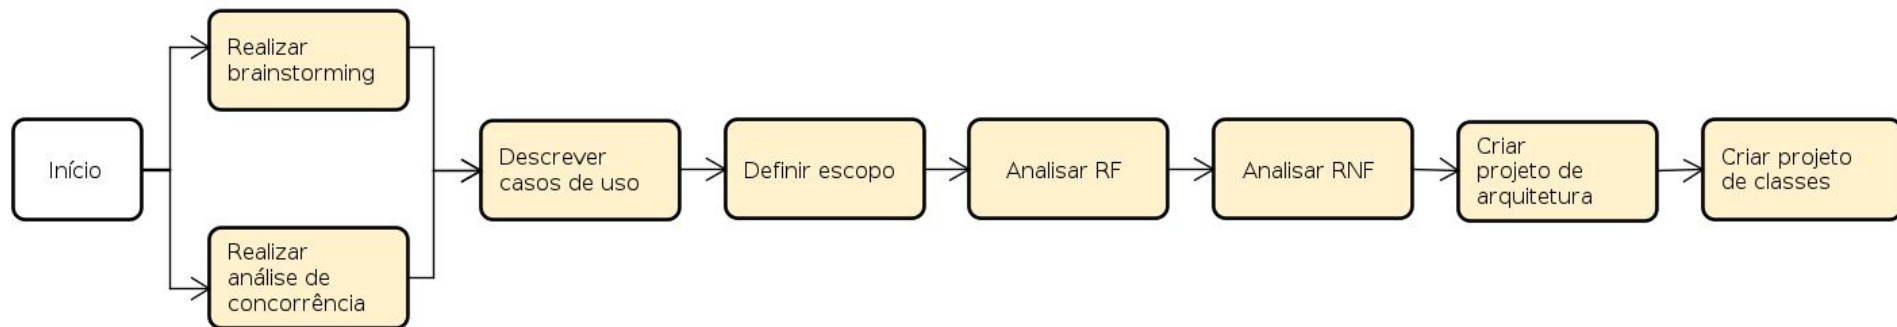 Início
Realizar
brainstorming
Realizar
análise de
concorrência
Descrever
casos de uso
Definir escopo
Analisar RF
Analisar RNF
Criar
projeto de
arquitetura
Criar projeto
de classes